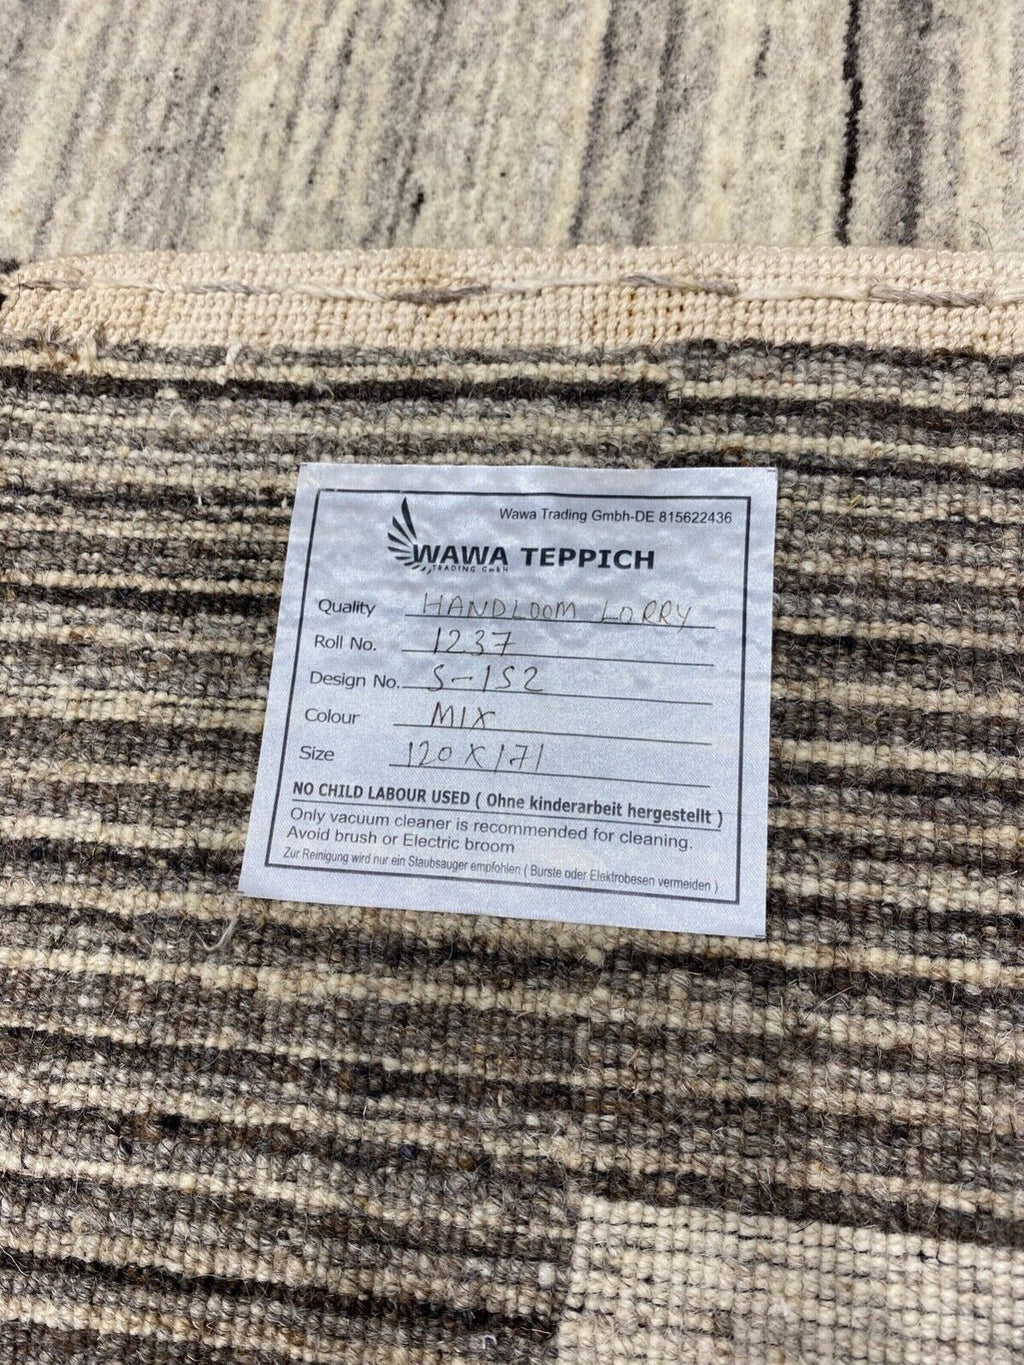 Wawa Trading Gmbh-DE 815622436
WAWA TEPPICH
TRADING GmbH
Quality HANDLOOM LORRY
Roll No. 1237
Design No. S-152
Colour MIX
Size 120 X 171
NO CHILD LABOUR USED ( Ohne kinderarbeit hergestellt )
Only vacuum cleaner is recommended for cleaning.
Avoid brush or Electric broom
Zur Reinigung wird nur ein Staubsauger empfohlen ( Burste oder Elektrobesen vermeiden )